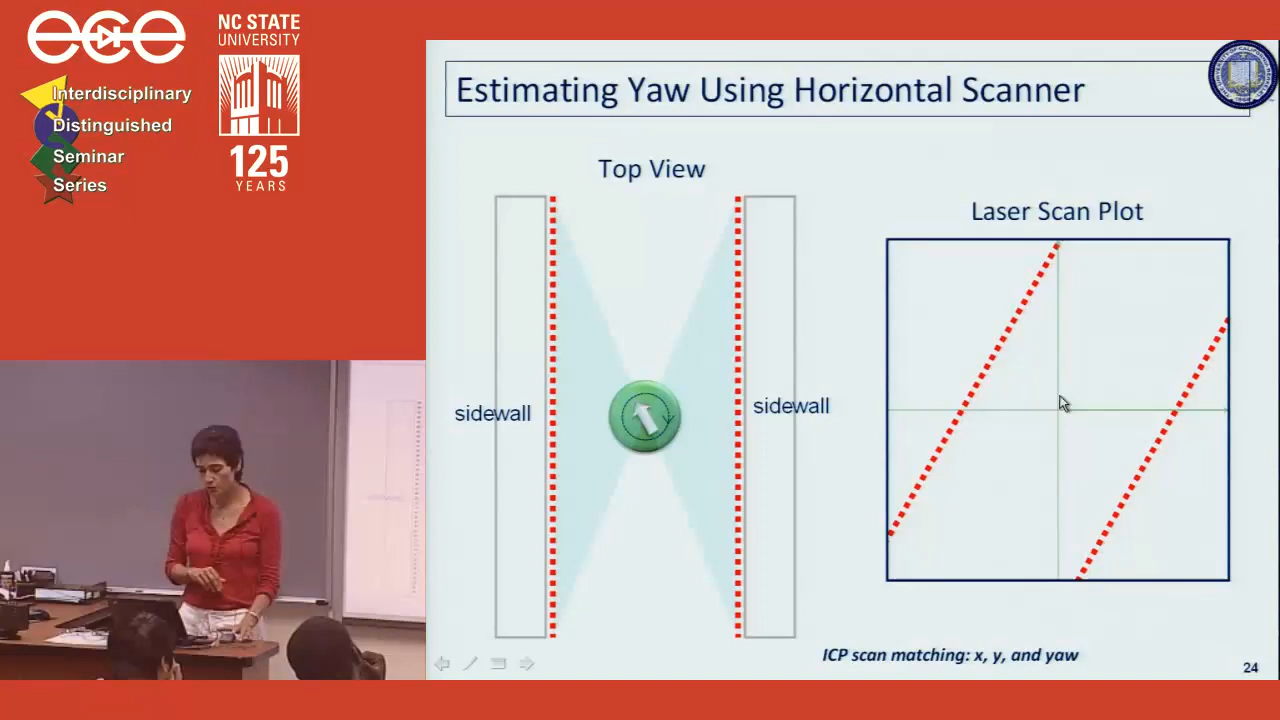 ece
Interdisciplinary
Distinguished
Seminar
Series
NC STATE
UNIVERSITY
125
YEARS
Estimating Yaw Using Horizontal Scanner
Top View
Laser Scan Plot
sidewall
sidewall
ICP scan matching: x, y, and yaw
24